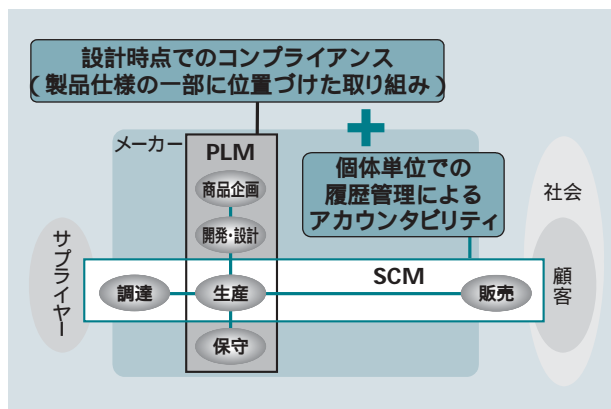 設計時点でのコンプライアンス
(製品仕様の一部に位置づけた取り組み)
メーカー
PLM
商品企画
個体単位での
履歴管理による
アカウンタビリティ
社会
開発・設計
サプライヤー
SCM
調達
生産
販売
顧客
保守